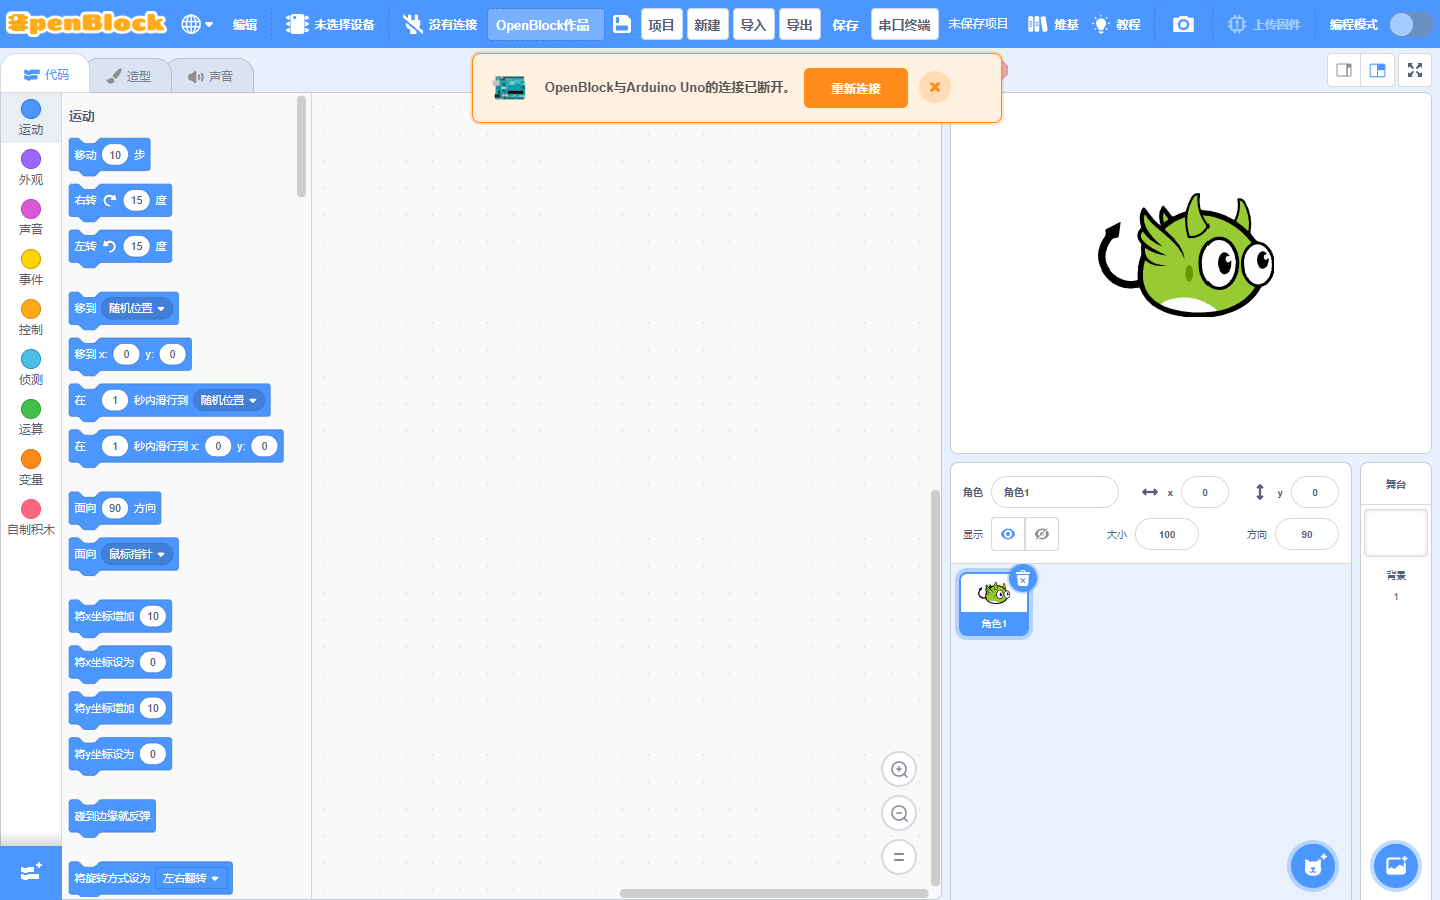 OpenBlock
编辑
未选择设备
没有连接
OpenBlock作品
项目
新建
导入
导出
保存
串口终端
未保存项目
维基
教程
上传固件
编程模式
代码
造型
声音
OpenBlock与Arduino Uno的连接已断开。
重新连接
运动
外观
声音
事件
控制
侦测
运算
变量
自制积木
运动
移动 10 步
右转 15 度
左转 15 度
移到 随机位置
移到 x: 0 y: 0
在 1 秒内滑行到 随机位置
在 1 秒内滑行到 x: 0 y: 0
面向 90 方向
面向 鼠标指针
将x坐标增加 10
将x坐标设为 0
将y坐标增加 10
将y坐标设为 0
碰到边缘就反弹
将旋转方式设为 左右翻转
角色 角色1 x 0 y 0
显示 大小 100 方向 90
角色1
舞台
背景
1